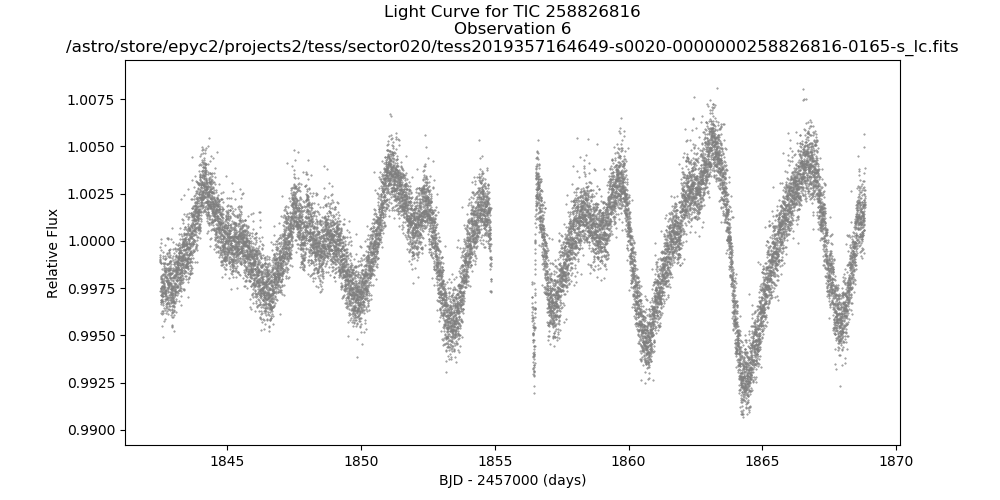 Light Curve for TIC 258826816
Observation 6
/astro/store/epyc2/projects2/tess/sector020/tess2019357164649-s0020-0000000258826816-0165-s_lc.fits
1.0075
1.0050
1.0025
1.0000
0.9975
0.9950
0.9925
0.9900
Relative Flux
1845 1850 1855 1860 1865 1870
BJD - 2457000 (days)